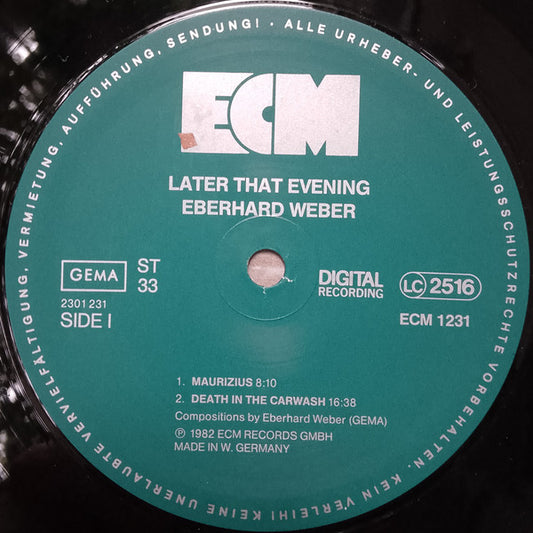 ALLE URHEBER- UND LEISTUNGSSCHUTZRECHTE VORBEHALTEN · KEIN VERLEIH! KEINE UNERLAUBTE VERVIELFÄLTIGUNG, VERMIETUNG, AUFFÜHRUNG, SENDUNG! ·
ECM
LATER THAT EVENING
EBERHARD WEBER
GEMA
ST
33
2301 231
SIDE I
DIGITAL
RECORDING
LC 2516
ECM 1231
1. MAURIZIUS 8:10
2. DEATH IN THE CARWASH 16:38
Compositions by Eberhard Weber (GEMA)
Ⓟ 1982 ECM RECORDS GMBH
MADE IN W. GERMANY